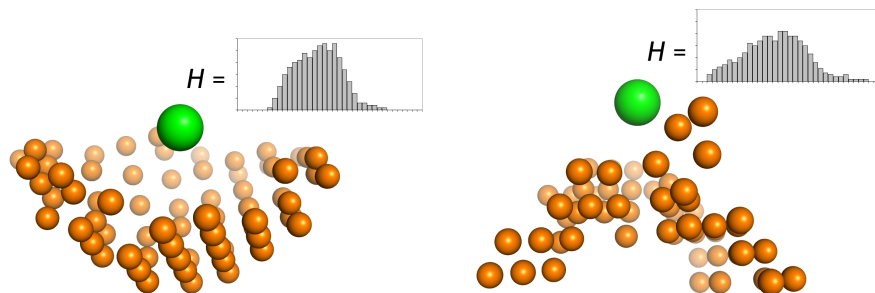 H =
H =